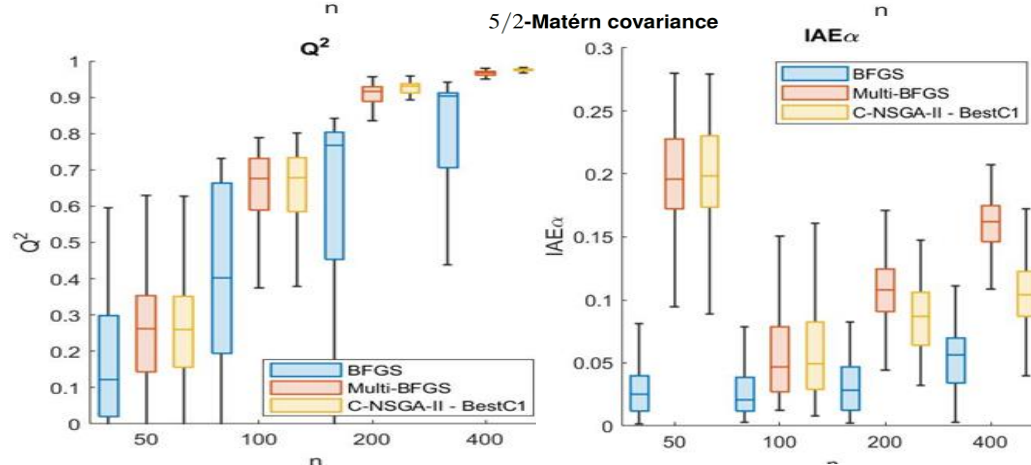 n
n
5/2-Matérn covariance
Q²
1
0.9
0.8
0.7
0.6
0.5
0.4
0.3
0.2
0.1
0
Q²
BFGS
Multi-BFGS
C-NSGA-II - BestC1
50
100
200
400
n
IAEα
0.3
0.25
0.2
0.15
0.1
0.05
0
IAEα
BFGS
Multi-BFGS
C-NSGA-II - BestC1
50
100
200
400
n